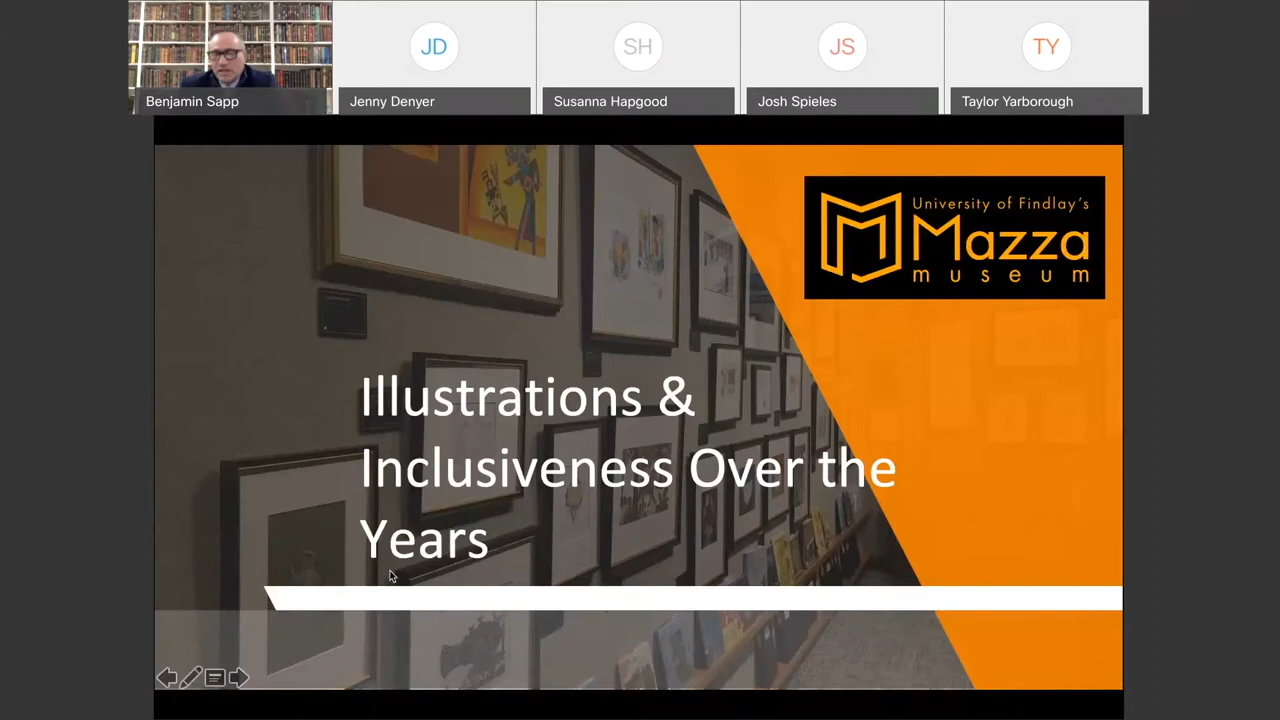 Benjamin Sapp
JD
Jenny Denyer
SH
Susanna Hapgood
JS
Josh Spieles
TY
Taylor Yarborough
University of Findlay's
Mazza
museum
Illustrations &
Inclusiveness Over the
Years